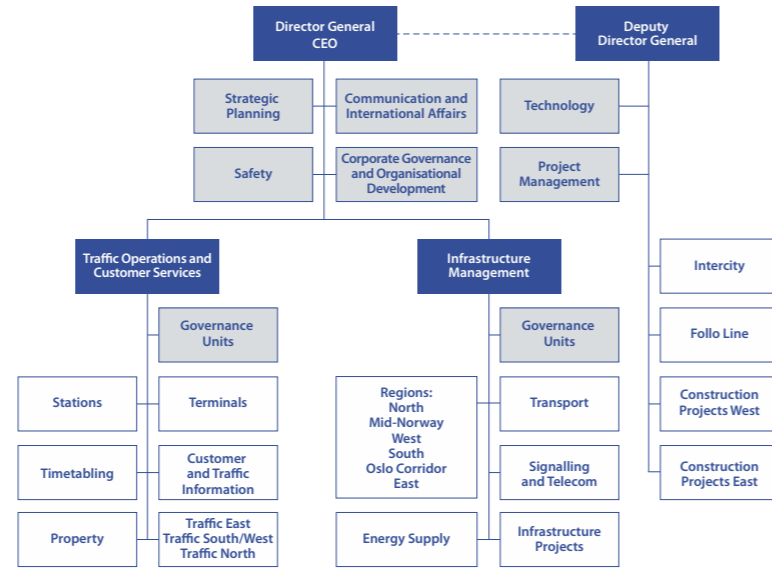 Director General
CEO
Deputy
Director General
Strategic
Planning
Communication and
International Affairs
Technology
Safety
Corporate Governance
and Organisational
Development
Project
Management
Traffic Operations and
Customer Services
Infrastructure
Management
Intercity
Governance
Units
Governance
Units
Follo Line
Stations
Terminals
Regions:
North
Mid-Norway
West
South
Oslo Corridor
East
Transport
Construction
Projects West
Timetabling
Customer
and Traffic
Information
Signalling
and Telecom
Construction
Projects East
Property
Traffic East
Traffic South/West
Traffic North
Energy Supply
Infrastructure
Projects